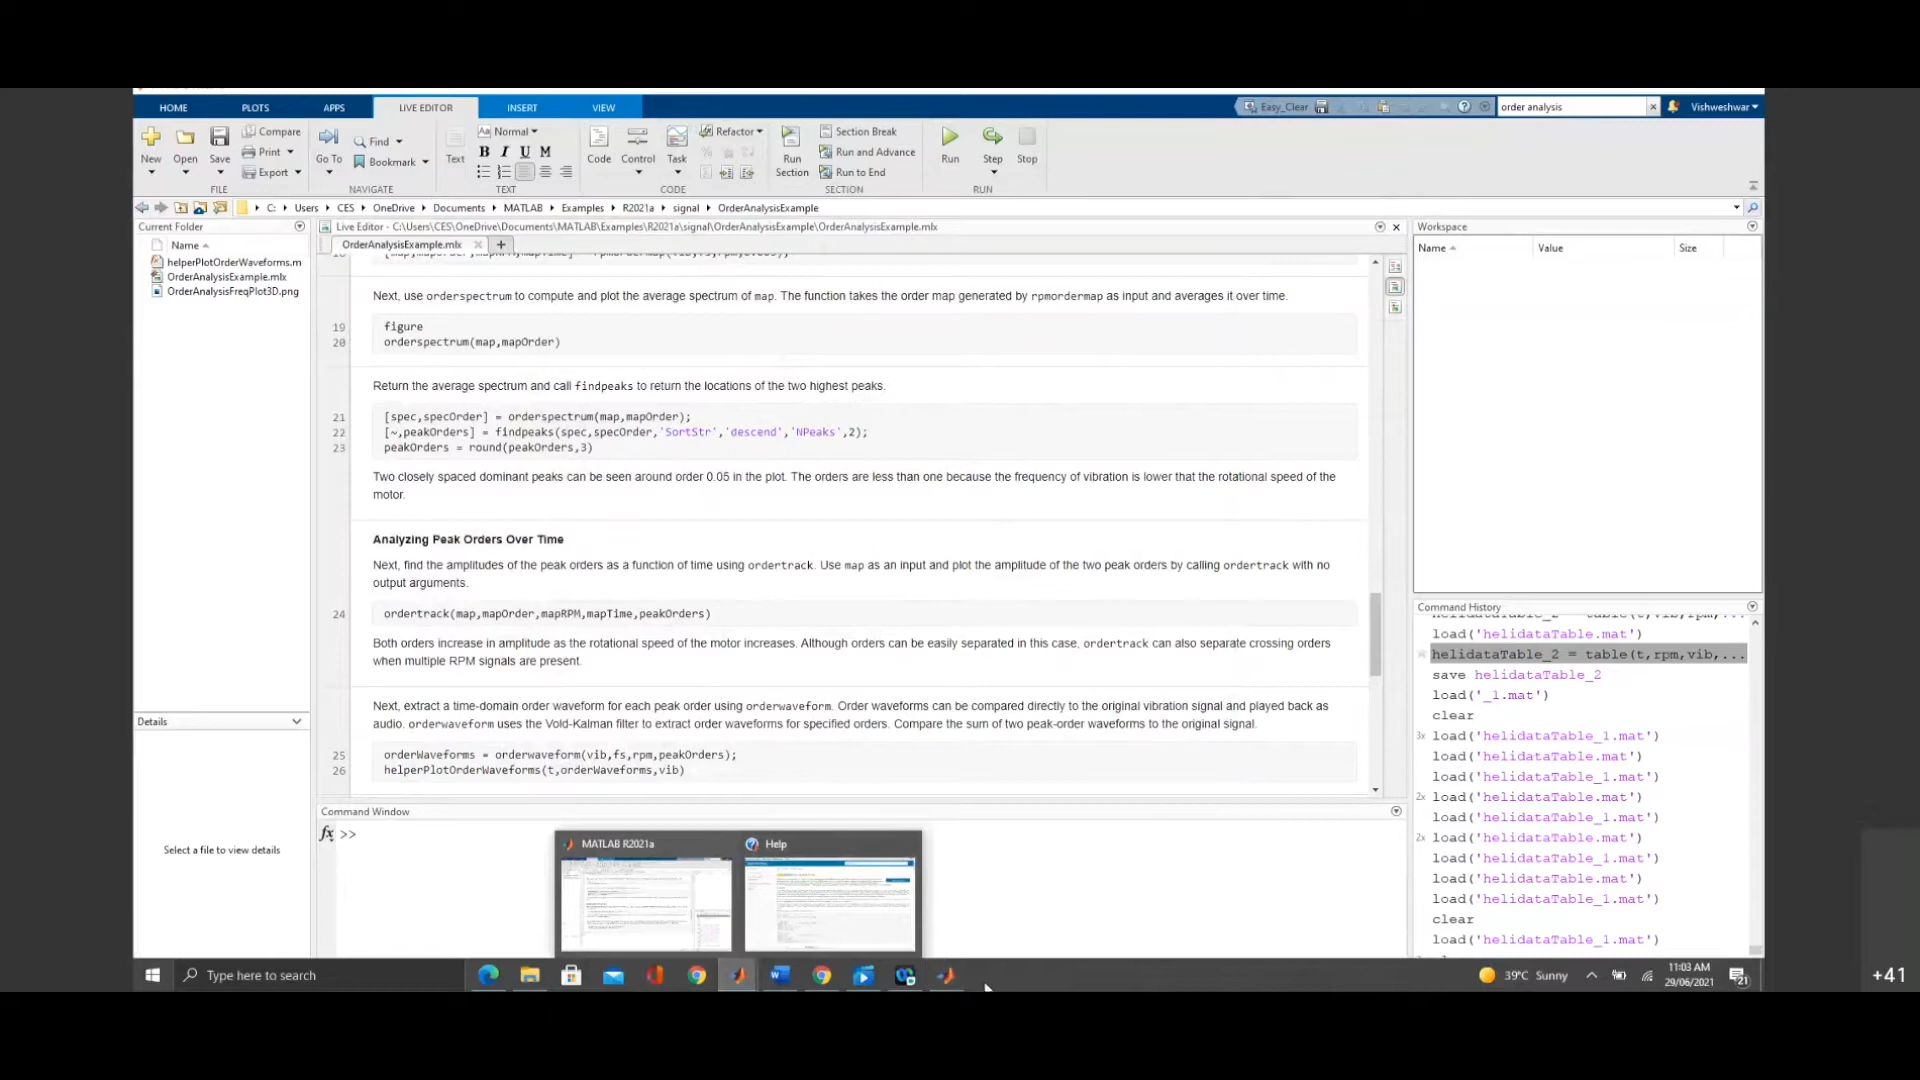 HOME
PLOTS
APPS
LIVE EDITOR
INSERT
VIEW
Easy_Clear
order analysis
Vishweshwar
New
Open
Save
Compare
Print
Export
FILE
Go To
Find
Bookmark
NAVIGATE
Text
Aa Normal
B I U M
TEXT
Code
Control
Task
Refactor
CODE
Run Section
Section Break
Run and Advance
Run to End
SECTION
Run
Step
Stop
RUN
C: Users CES OneDrive Documents MATLAB Examples R2021a signal OrderAnalysisExample
Current Folder
Name
helperPlotOrderWaveforms.m
OrderAnalysisExample.mlx
OrderAnalysisFreqPlot3D.png
Details
Select a file to view details
Live Editor - C:\Users\CES\OneDrive\Documents\MATLAB\Examples\R2021a\signal\OrderAnalysisExample\OrderAnalysisExample.mlx
OrderAnalysisExample.mlx
Next, use orderspectrum to compute and plot the average spectrum of map. The function takes the order map generated by rpmordermap as input and averages it over time.
19 figure
20 orderspectrum(map,mapOrder)
Return the average spectrum and call findpeaks to return the locations of the two highest peaks.
21 [spec,specOrder] = orderspectrum(map,mapOrder);
22 [~,peakOrders] = findpeaks(spec,specOrder,'SortStr','descend','NPeaks',2);
23 peakOrders = round(peakOrders,3)
Two closely spaced dominant peaks can be seen around order 0.05 in the plot. The orders are less than one because the frequency of vibration is lower that the rotational speed of the
motor.
Analyzing Peak Orders Over Time
Next, find the amplitudes of the peak orders as a function of time using ordertrack. Use map as an input and plot the amplitude of the two peak orders by calling ordertrack with no
output arguments.
24 ordertrack(map,mapOrder,mapRPM,mapTime,peakOrders)
Both orders increase in amplitude as the rotational speed of the motor increases. Although orders can be easily separated in this case, ordertrack can also separate crossing orders
when multiple RPM signals are present.
Next, extract a time-domain order waveform for each peak order using orderwaveform. Order waveforms can be compared directly to the original vibration signal and played back as
audio. orderwaveform uses the Vold-Kalman filter to extract order waveforms for specified orders. Compare the sum of two peak-order waveforms to the original signal.
25 orderWaveforms = orderwaveform(vib,fs,rpm,peakOrders);
26 helperPlotOrderWaveforms(t,orderWaveforms,vib)
Command Window
fx >>
MATLAB R2021a
Help
Workspace
Name
Value
Size
Command History
load('helidataTable.mat')
helidataTable_2 = table(t,rpm,vib,...
save helidataTable_2
load('_1.mat')
clear
3x load('helidataTable_1.mat')
load('helidataTable.mat')
load('helidataTable_1.mat')
2x load('helidataTable.mat')
load('helidataTable_1.mat')
2x load('helidataTable.mat')
load('helidataTable_1.mat')
load('helidataTable.mat')
load('helidataTable_1.mat')
clear
load('helidataTable_1.mat')
Type here to search
39°C Sunny
11:03 AM
29/06/2021
21
+41